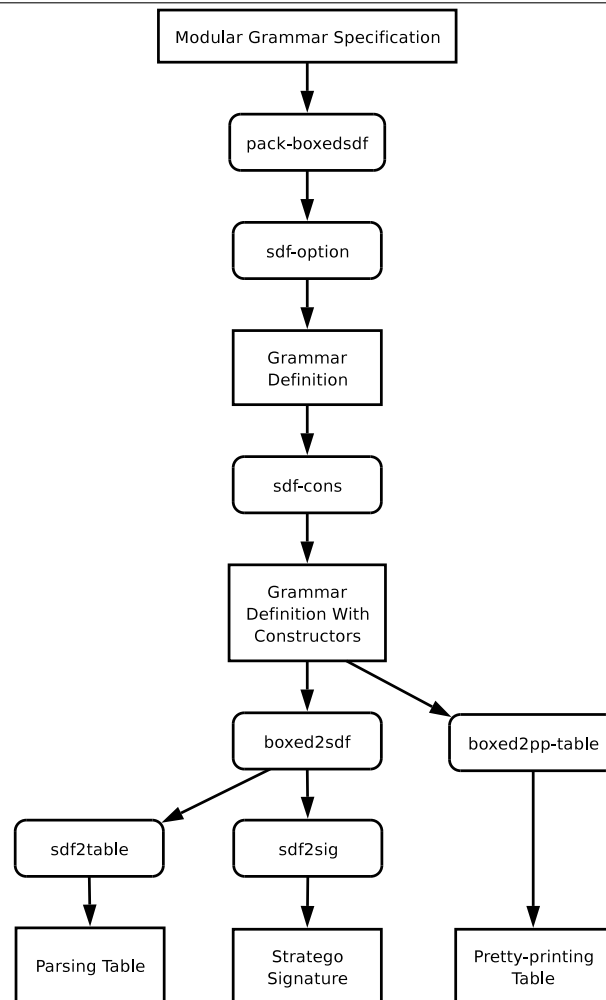 Modular Grammar Specification
pack-boxedsdf
sdf-option
Grammar
Definition
sdf-cons
Grammar
Definition With
Constructors
boxed2sdf
boxed2pp-table
sdf2table
sdf2sig
Parsing Table
Stratego
Signature
Pretty-printing
Table